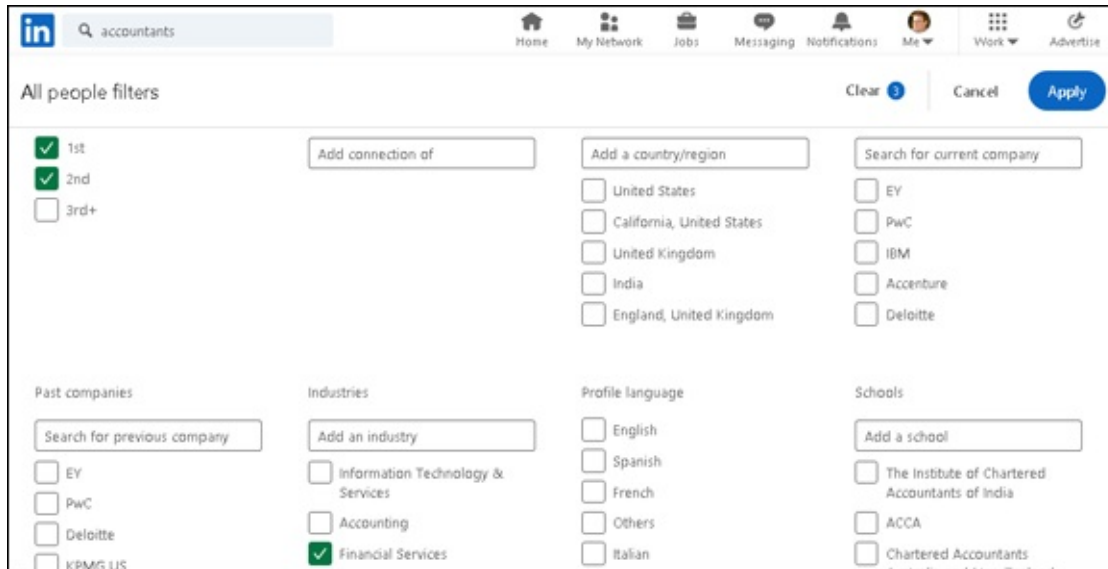 in
accountants
Home
My Network
Jobs
Messaging
Notifications
Me
Work
Advertise
All people filters
Clear 3
Cancel
Apply
1st
2nd
3rd+
Add connection of
Add a country/region
United States
California, United States
United Kingdom
India
England, United Kingdom
Search for current company
EY
PwC
IBM
Accenture
Deloitte
Past companies
Search for previous company
EY
PwC
Deloitte
KPMG US
Industries
Add an industry
Information Technology &
Services
Accounting
Financial Services
Profile language
English
Spanish
French
Others
Italian
Schools
Add a school
The Institute of Chartered
Accountants of India
ACCA
Chartered Accountants